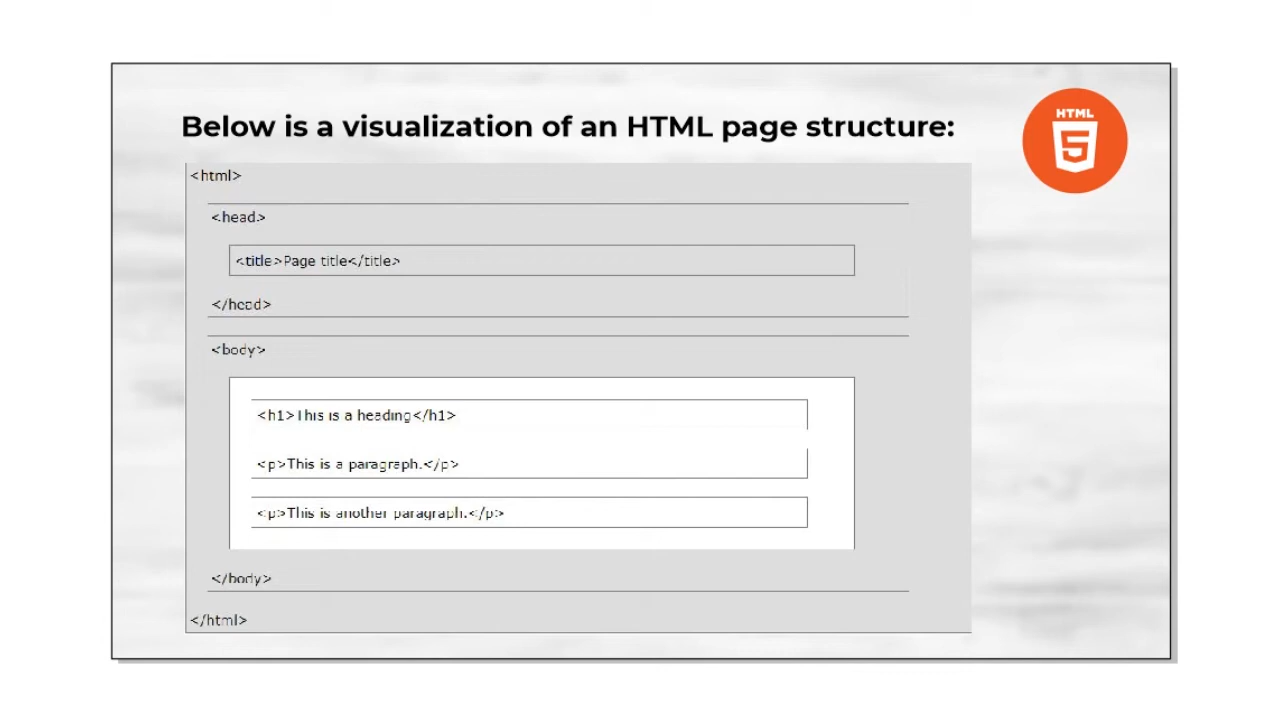 Below is a visualization of an HTML page structure:
HTML
5
<html>
<head>
<title>Page title</title>
</head>
<body>
<h1>This is a heading</h1>
<p>This is a paragraph.</p>
<p>This is another paragraph.</p>
</body>
</html>